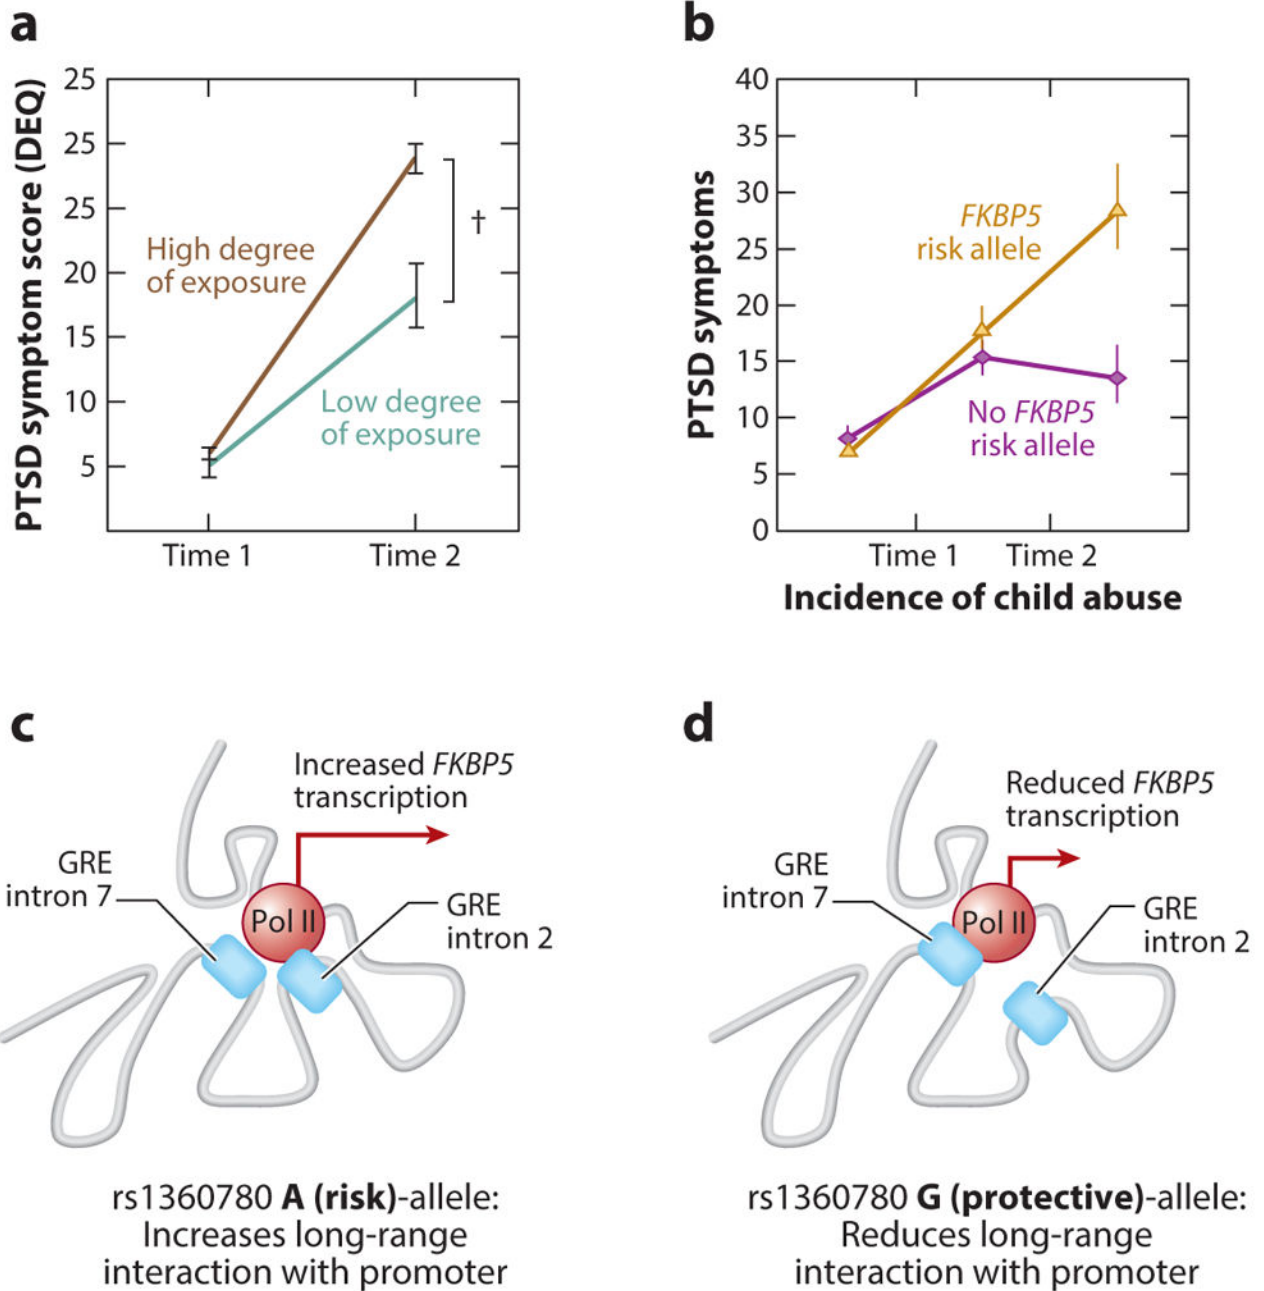 a
PTSD symptom score (DEQ)
25
25
25
20
15
10
5
High degree
of exposure
Low degree
of exposure
†
Time 1
Time 2
b
PTSD symptoms
40
35
30
25
20
15
10
5
0
FKBP5
risk allele
No FKBP5
risk allele
Time 1
Time 2
Incidence of child abuse
c
Increased FKBP5
transcription
GRE
intron 7
Pol II
GRE
intron 2
rs1360780 A (risk)-allele:
Increases long-range
interaction with promoter
d
Reduced FKBP5
transcription
GRE
intron 7
Pol II
GRE
intron 2
rs1360780 G (protective)-allele:
Reduces long-range
interaction with promoter